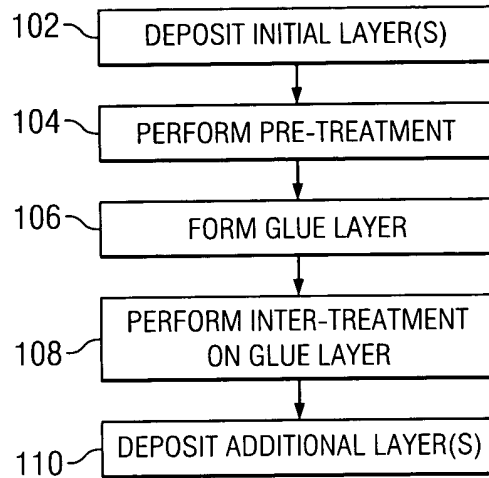 102 DEPOSIT INITIAL LAYER(S)
104 PERFORM PRE-TREATMENT
106 FORM GLUE LAYER
108 PERFORM INTER-TREATMENT
ON GLUE LAYER
110 DEPOSIT ADDITIONAL LAYER(S)